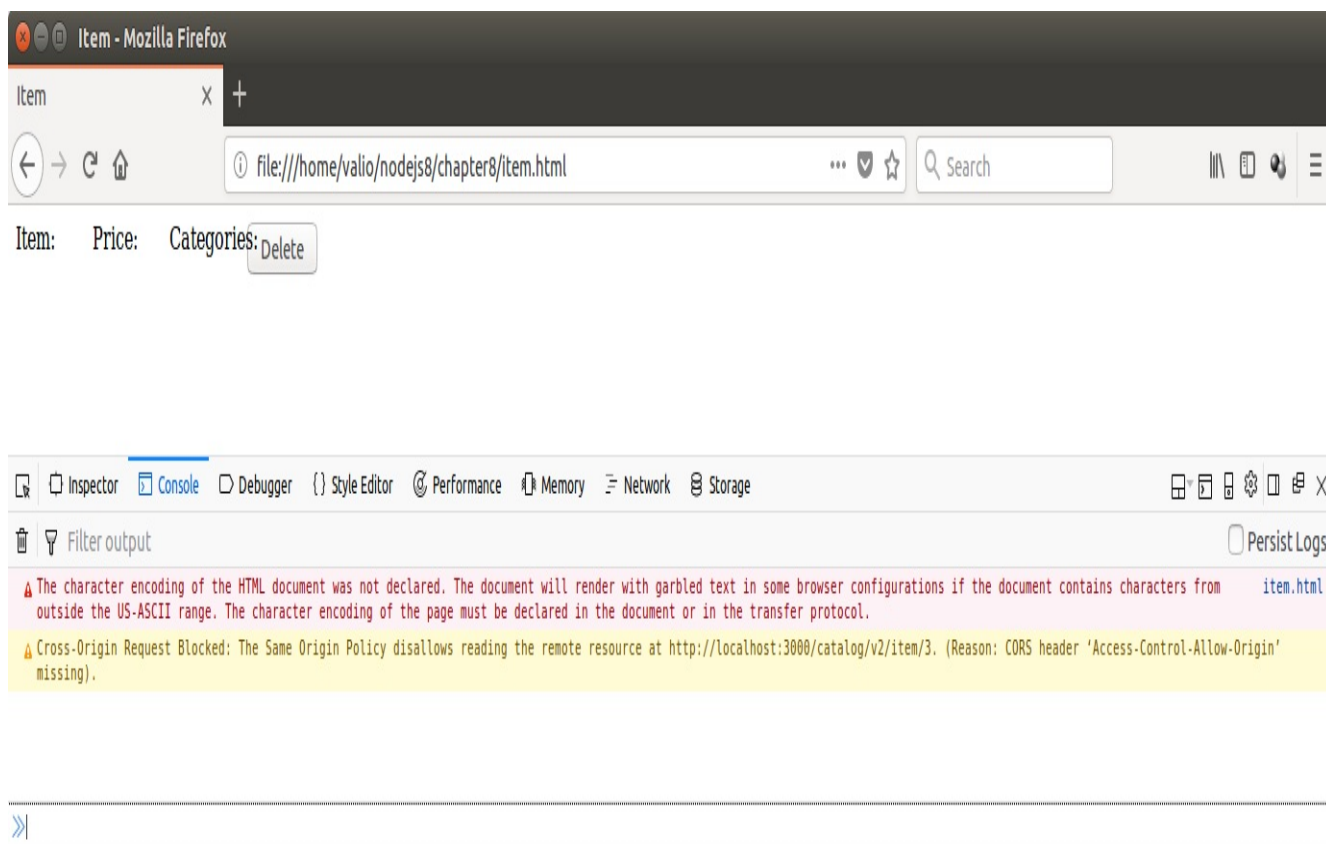 Item - Mozilla Firefox
Item
file:///home/valio/nodejs8/chapter8/item.html
Search
Item: Price: Categories: Delete
Inspector Console Debugger {} Style Editor Performance Memory Network Storage
Filter output Persist Logs
The character encoding of the HTML document was not declared. The document will render with garbled text in some browser configurations if the document contains characters from item.html
outside the US-ASCII range. The character encoding of the page must be declared in the document or in the transfer protocol.
Cross-Origin Request Blocked: The Same Origin Policy disallows reading the remote resource at http://localhost:3000/catalog/v2/item/3. (Reason: CORS header ‘Access-Control-Allow-Origin’
missing).